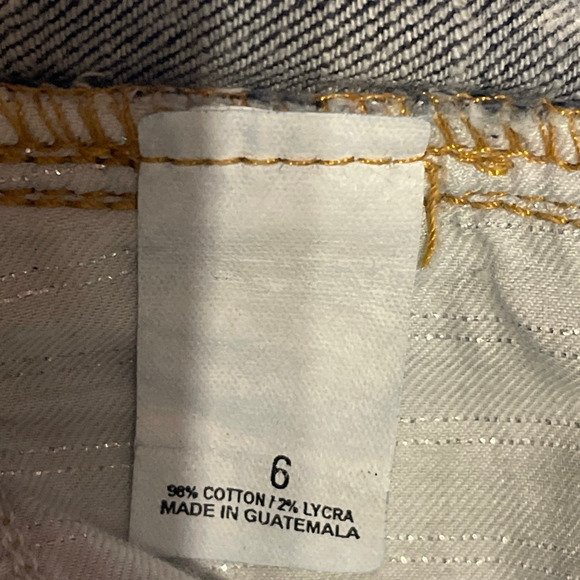 6
98% COTTON / 2% LYCRA
MADE IN GUATEMALA